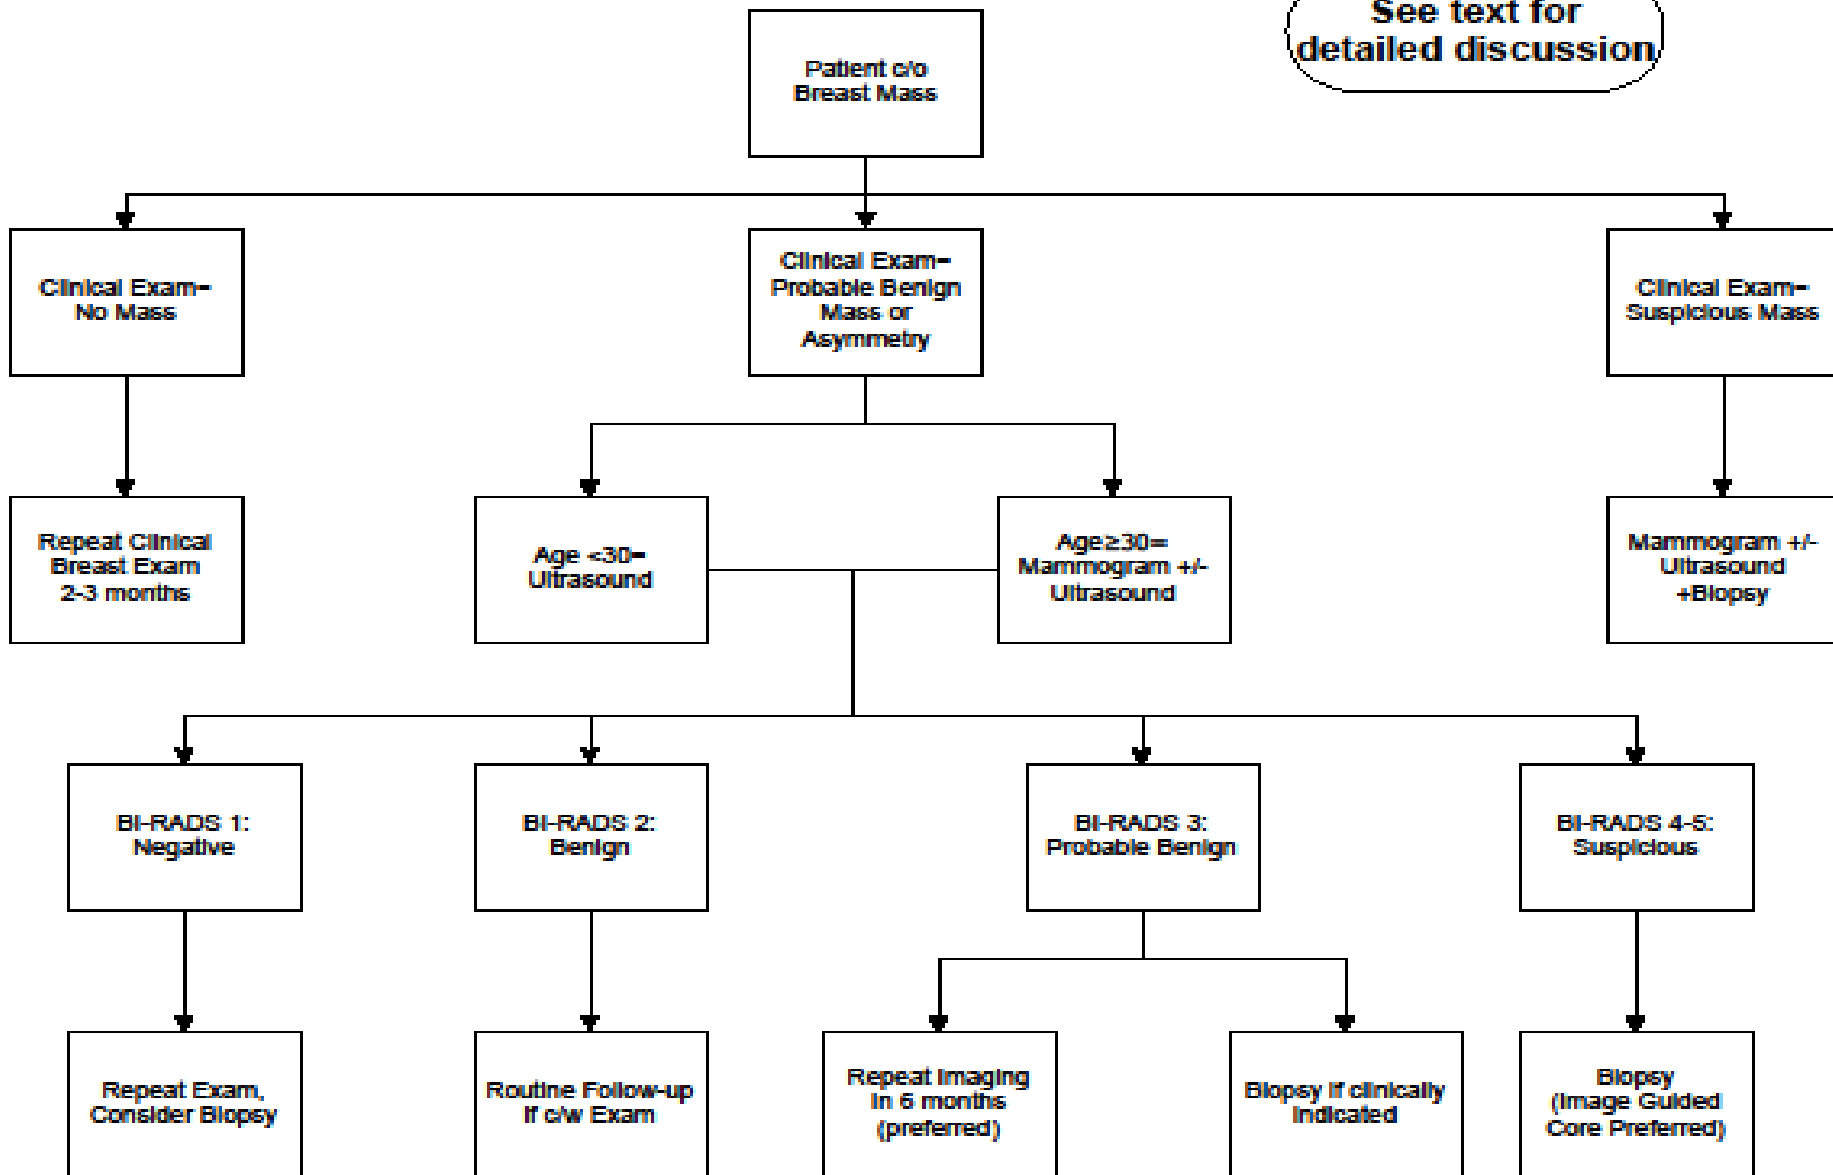 See text for
detailed discussion
Patient c/o
Breast Mass
Clinical Exam–
No Mass
Clinical Exam–
Probable Benign
Mass or
Asymmetry
Clinical Exam–
Suspicious Mass
Repeat Clinical
Breast Exam
2-3 months
Age <30=
Ultrasound
Age≥30=
Mammogram +/-
Ultrasound
Mammogram +/-
Ultrasound
+Biopsy
BI-RADS 1:
Negative
BI-RADS 2:
Benign
BI-RADS 3:
Probable Benign
BI-RADS 4-5:
Suspicious
Repeat Exam,
Consider Biopsy
Routine Follow-up
if c/w Exam
Repeat Imaging
in 6 months
(preferred)
Biopsy if clinically
indicated
Biopsy
(Image Guided
Core Preferred)